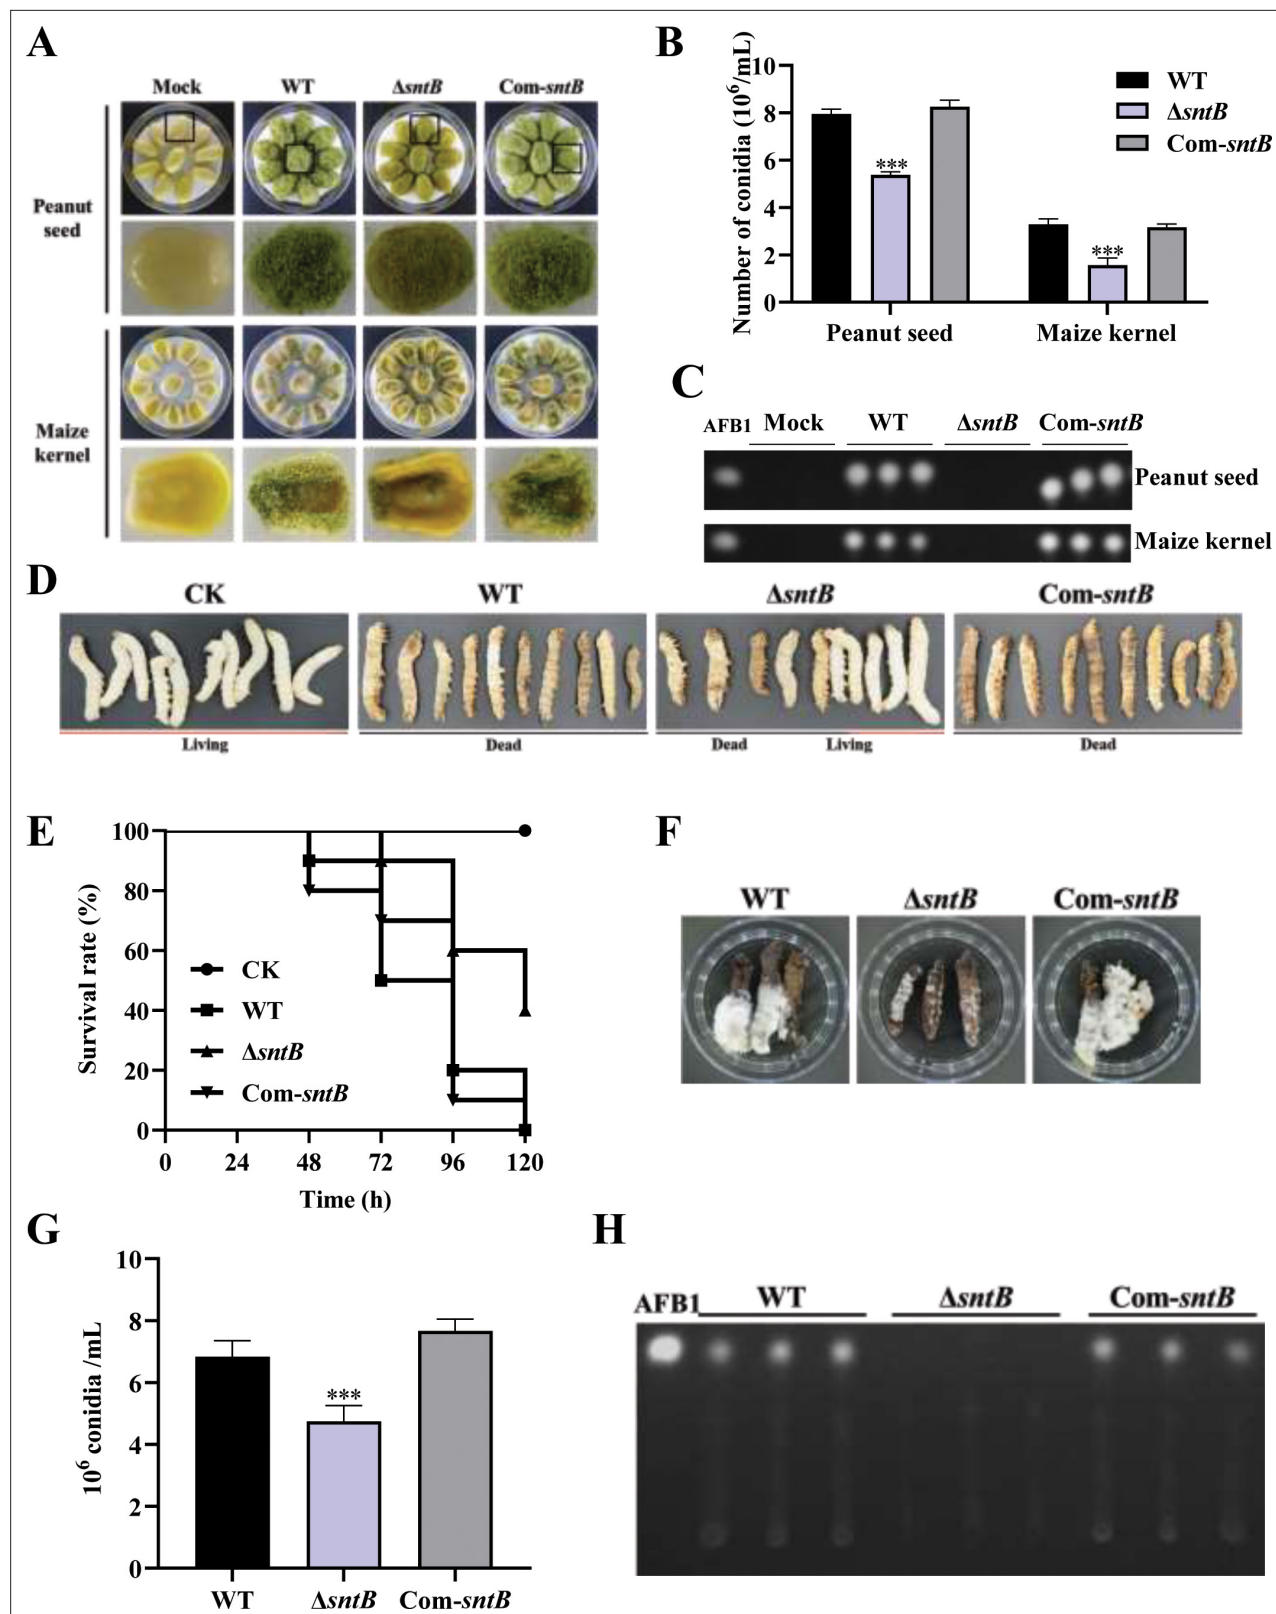 A
Mock WT ΔsntB Com-sntB
Peanut
seed
Maize
kernel
B
Number of conidia (10⁶/mL)
10
8
6
4
2
0
*** ***
Peanut seed Maize kernel
WT
ΔsntB
Com-sntB
C
AFB1 Mock WT ΔsntB Com-sntB
Peanut seed
Maize kernel
D
CK WT ΔsntB Com-sntB
Living Dead Dead Living Dead
E
Survival rate (%)
100
80
60
40
20
0
CK
WT
ΔsntB
Com-sntB
0 24 48 72 96 120
Time (h)
F
WT ΔsntB Com-sntB
G
10⁶ conidia /mL
10
8
6
4
2
0
***
WT ΔsntB Com-sntB
H
AFB1 WT ΔsntB Com-sntB